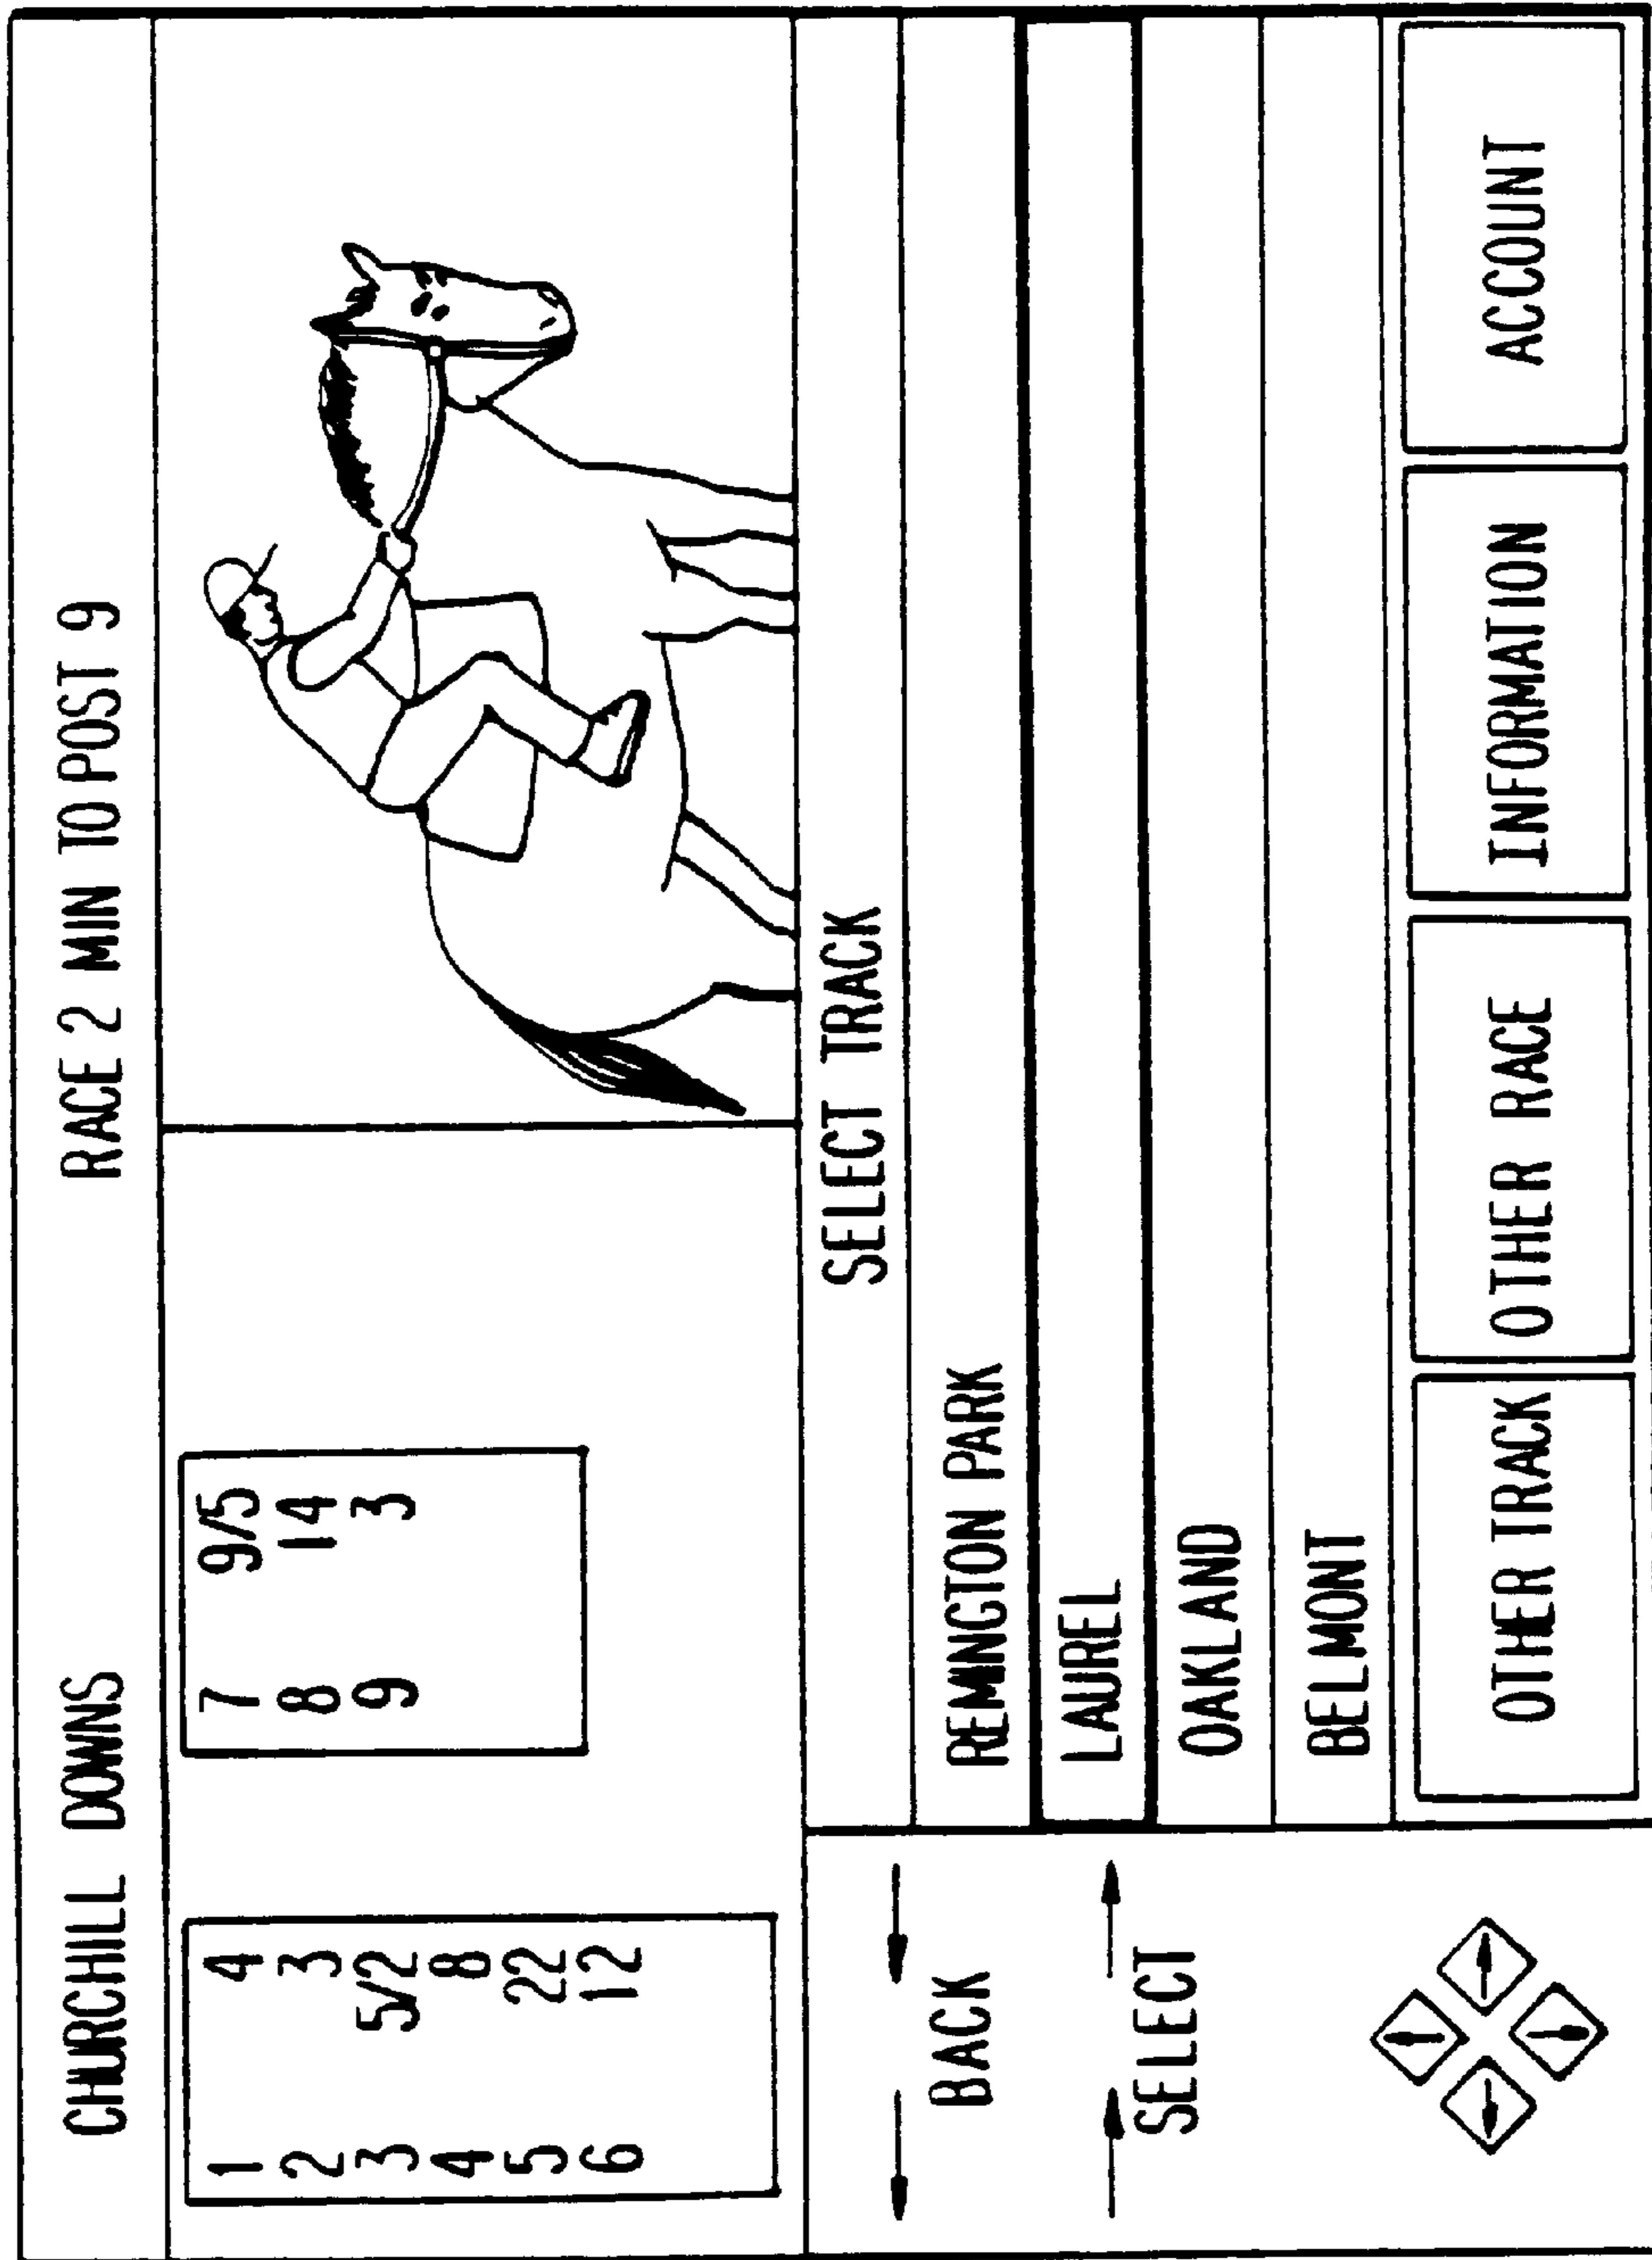 CHURCHILL DOWNS RACE 2 MIN TO POST 9
1 4
2 3
3 5/2
4 8
5 22
6 12
7 9/5
8 14
9 3
BACK
SELECT
SELECT TRACK
REMINGTON PARK
LAUREL
OAKLAND
BELMONT
OTHER TRACK
OTHER RACE
INFORMATION
ACCOUNT